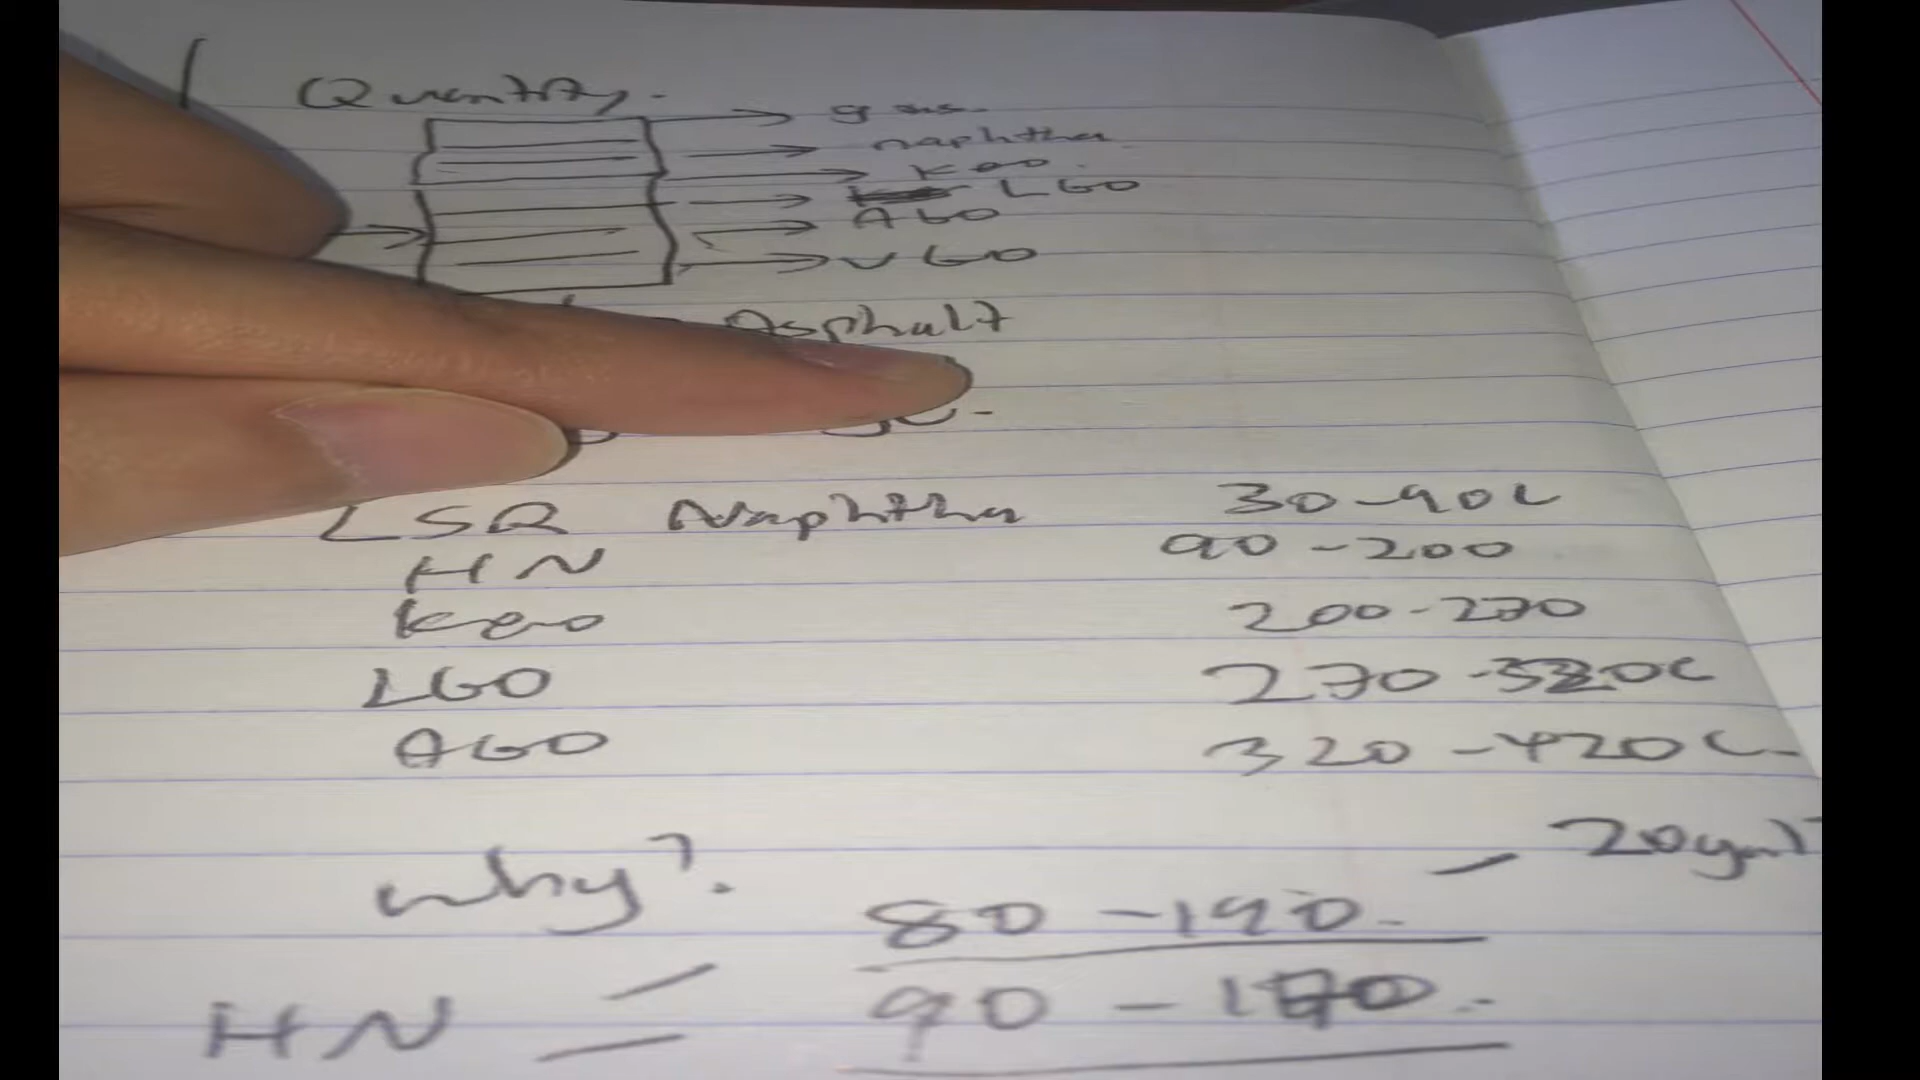 Quantity.
gas.
naphtha
Keo.
LGO
AGO
VGO
Asphalt
LSR Naphtha 30-90C
HN 90-200
Keo 200-270
LGO 270-320C
AGO 320-420C
why?
80-190.
HN = 90-170.